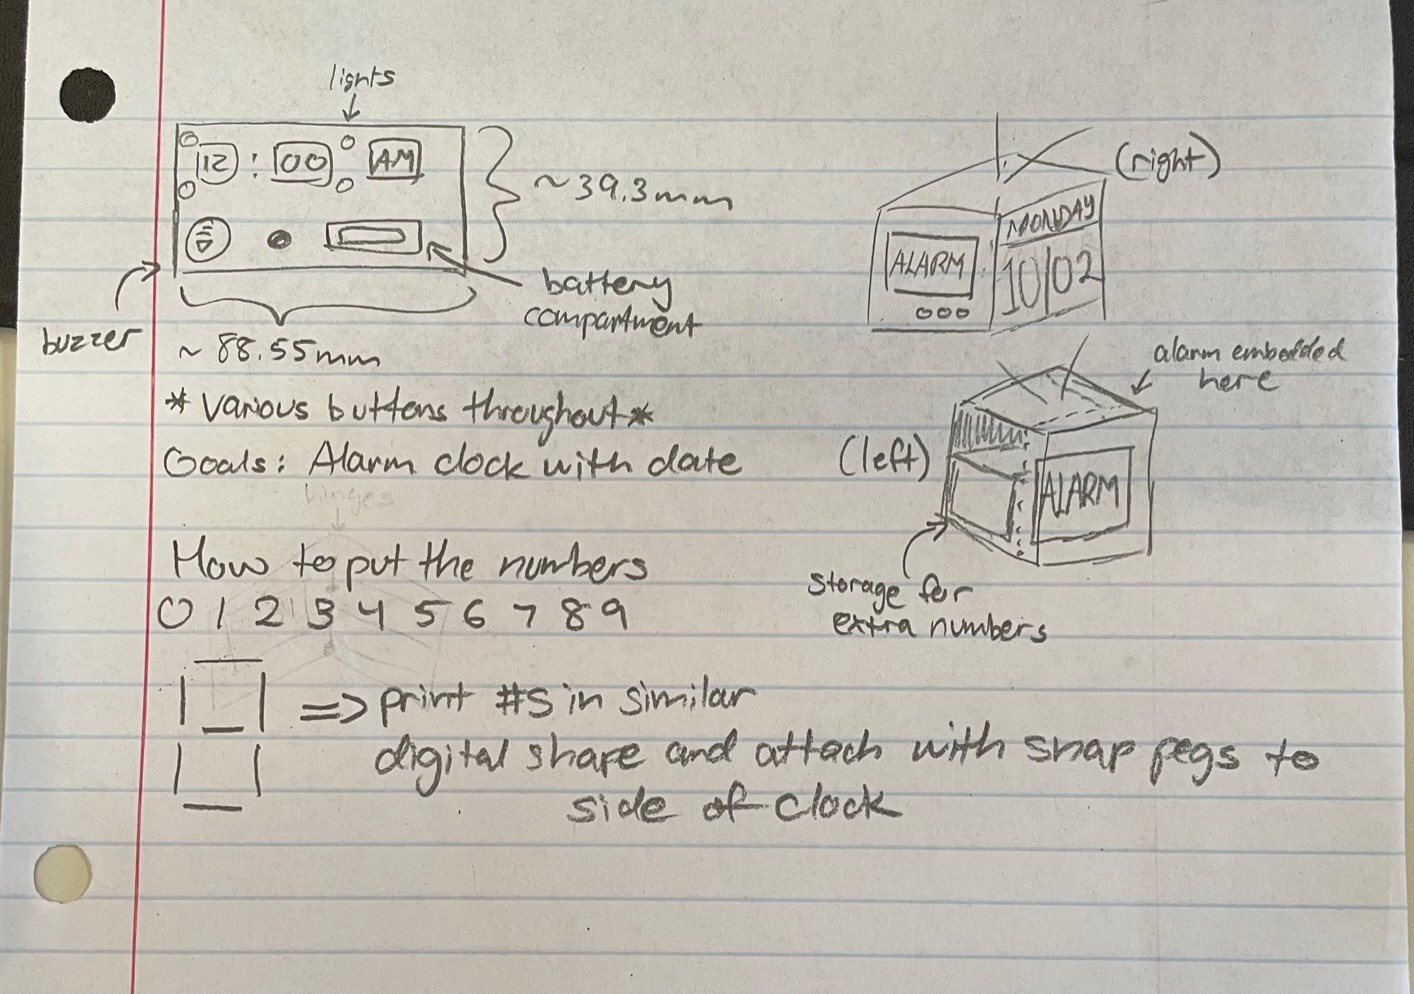 lights
12 : 00 AM
~39.3mm
battery
compartment
buzzer
~ 88.55mm
* Various buttons throughout *
Goals: Alarm clock with date
hinges
How to put the numbers
0 1 2 3 4 5 6 7 8 9
=> print #s in similar
digital shape and attach with snap pegs to
side of clock
(right)
ALARM
MONDAY
10/02
alarm embedded
here
(left)
ALARM
storage for
extra numbers